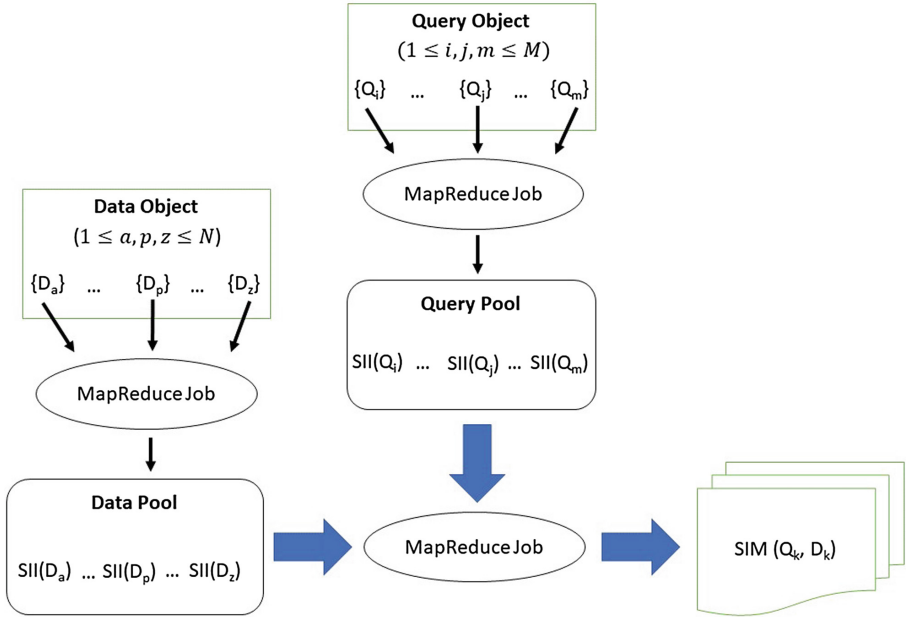 Query Object
(1 ≤ i, j, m ≤ M)
{Qi} ... {Qj} ... {Qm}
MapReduce Job
Data Object
(1 ≤ a, p, z ≤ N)
{Da} ... {Dp} ... {Dz}
MapReduce Job
Query Pool
SII(Qi) ... SII(Qj) ... SII(Qm)
Data Pool
SII(Da) ... SII(Dp) ... SII(Dz)
MapReduce Job
SIM (Qk, Dk)